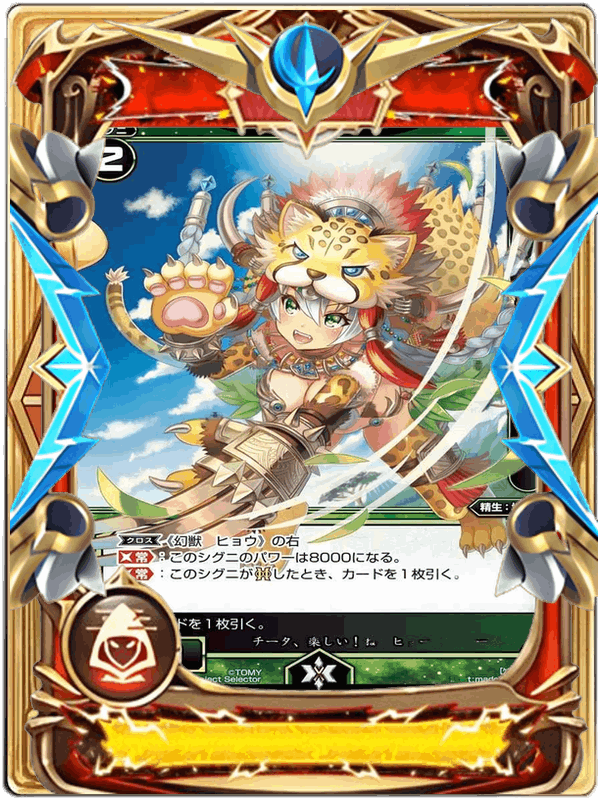 2
精生:
クロス 《幻獣 ヒョウ》の右
常:このシグニのパワーは8000になる。
常:このシグニが したとき、カードを1枚引く。
ドを1枚引く。
チータ、楽しい!ね ヒョ
©TOMY
ject Selector